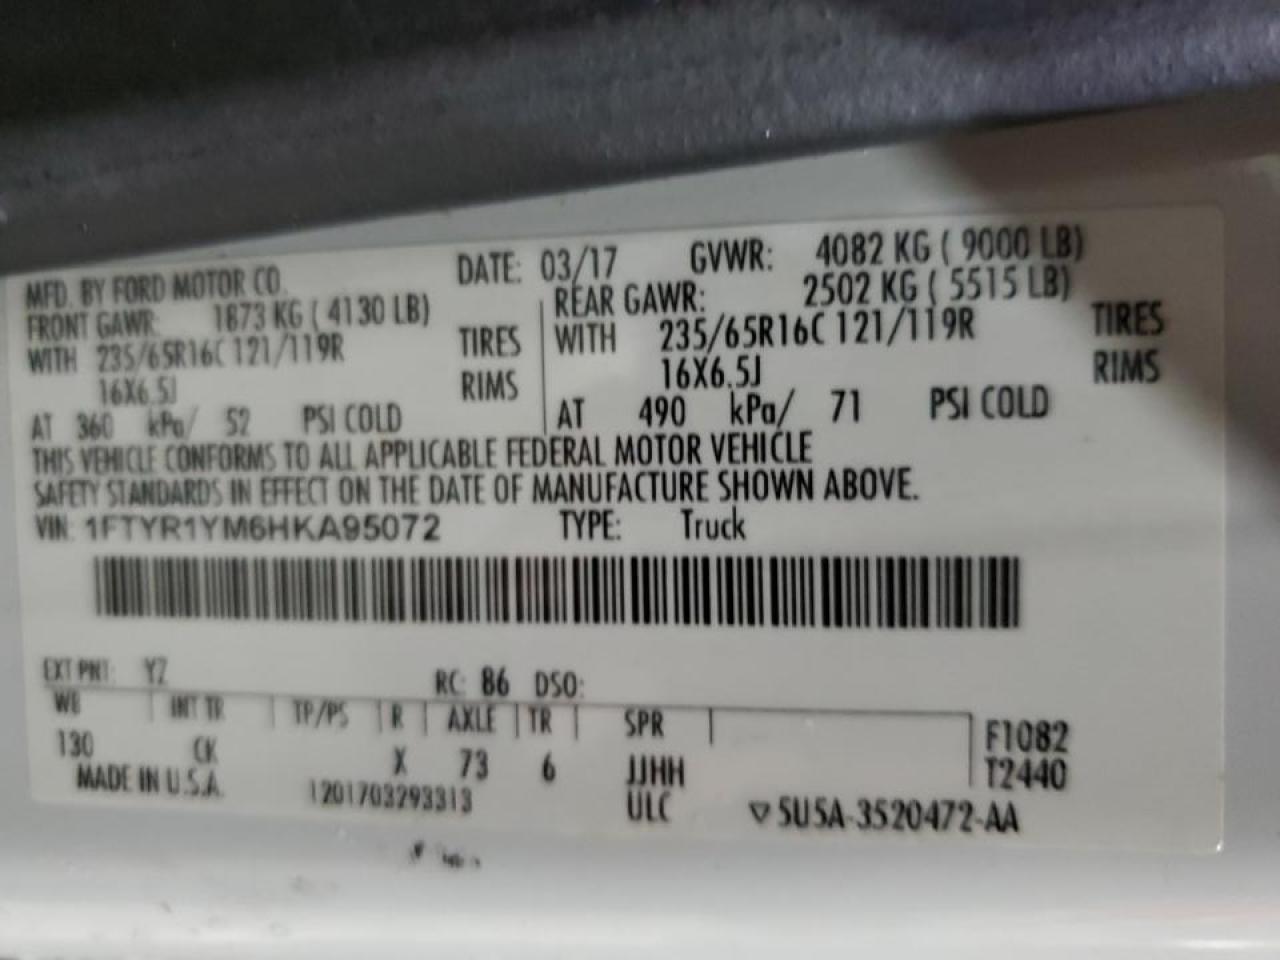 MFD. BY FORD MOTOR CO.
DATE: 03/17 GVWR: 4082 KG ( 9000 LB)
FRONT GAWR: 1873 KG ( 4130 LB)
WITH 235/65R16C 121/119R TIRES
16X6.5J RIMS
AT 360 kPa/ 52 PSI COLD
REAR GAWR: 2502 KG ( 5515 LB)
WITH 235/65R16C 121/119R TIRES
16X6.5J RIMS
AT 490 kPa/ 71 PSI COLD
THIS VEHICLE CONFORMS TO ALL APPLICABLE FEDERAL MOTOR VEHICLE
SAFETY STANDARDS IN EFFECT ON THE DATE OF MANUFACTURE SHOWN ABOVE.
VIN: 1FTYR1YM6HKA95072 TYPE: Truck
EXT PNT: YZ RC: 86 DSO:
WB INT TR TP/PS R AXLE TR SPR F1082
130 CK X 73 6 JJHH T2440
MADE IN U.S.A. 1201703293313 ULC ▽ 5U5A-3520472-AA